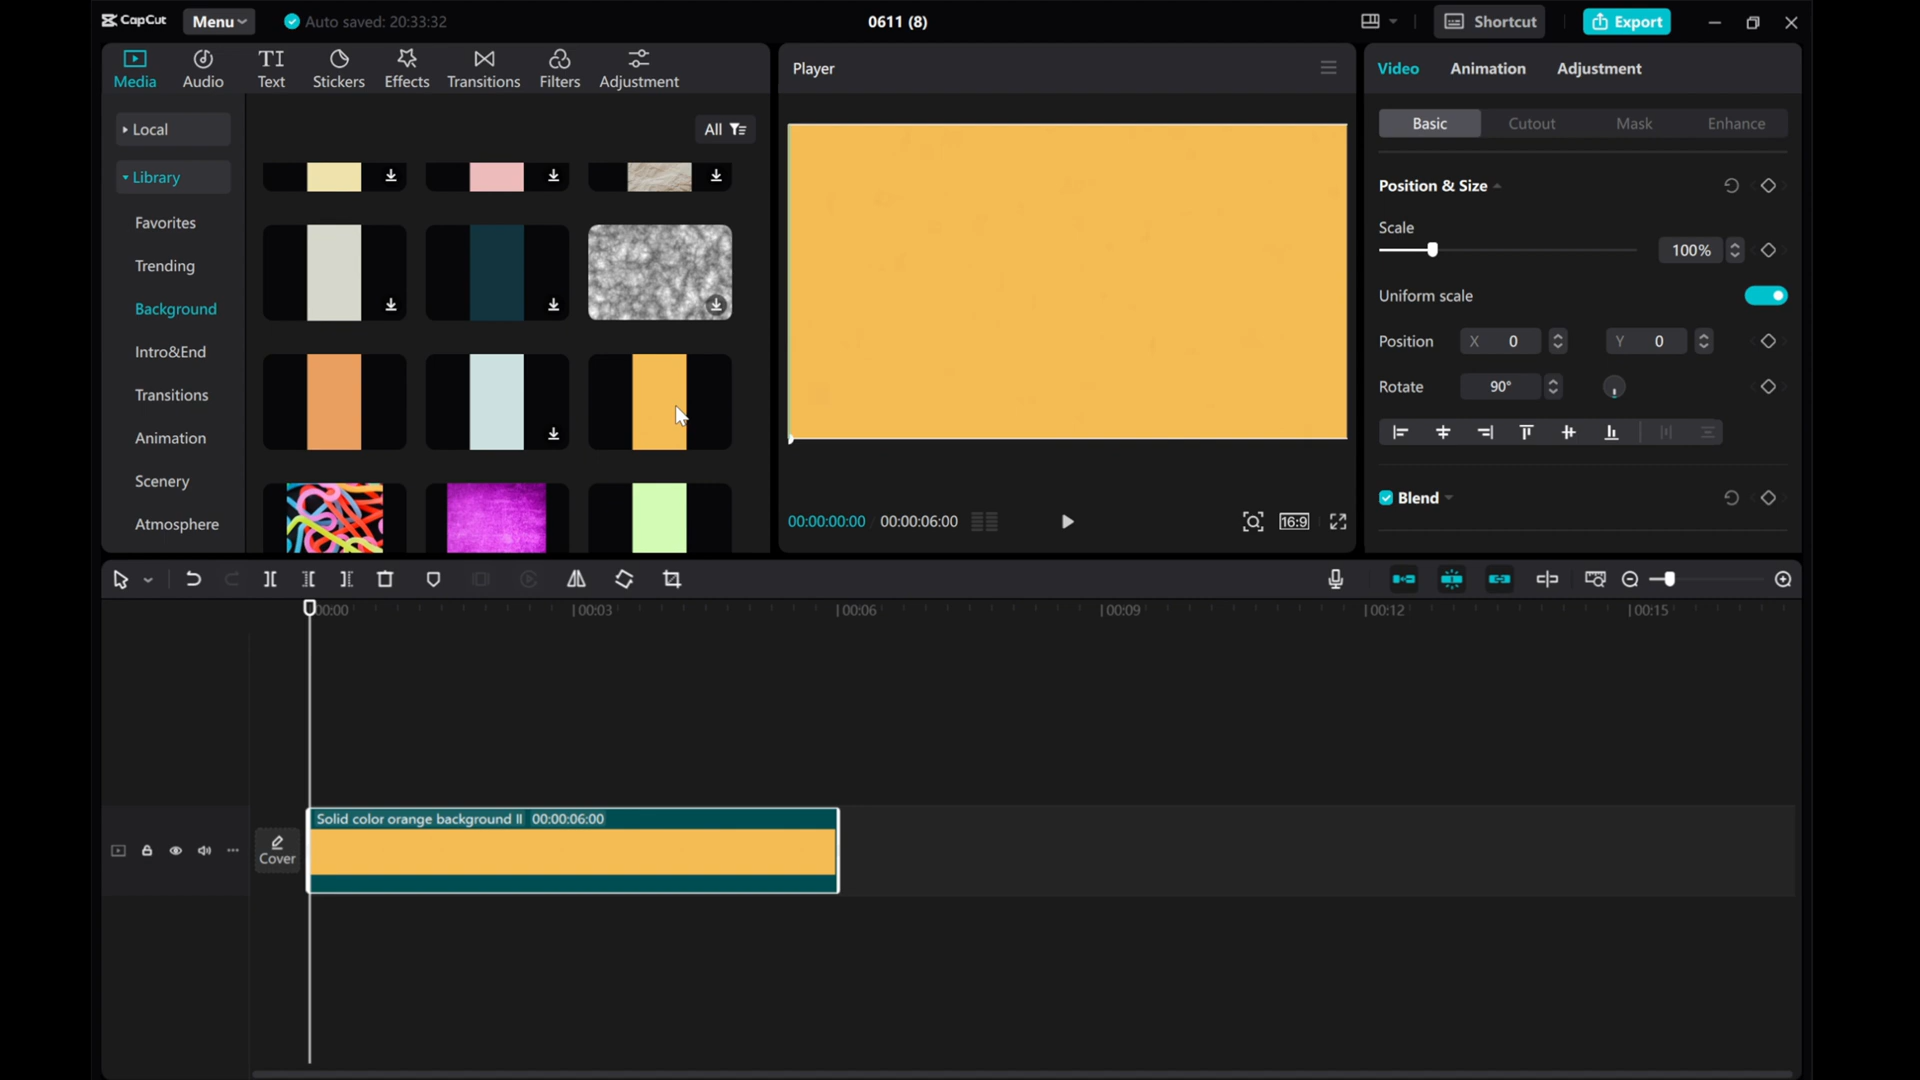 CapCut Menu Auto saved: 20:33:32 0611 (8) Shortcut Export
Media Audio Text Stickers Effects Transitions Filters Adjustment
Local
Library
Favorites
Trending
Background
Intro&End
Transitions
Animation
Scenery
Atmosphere
All
Player
00:00:00:00 00:00:06:00 16:9
Video Animation Adjustment
Basic Cutout Mask Enhance
Position & Size
Scale
100%
Uniform scale
Position X 0 Y 0
Rotate 90°
Blend
00:00 00:03 00:06 00:09 00:12 00:15
Cover
Solid color orange background II 00:00:06:00